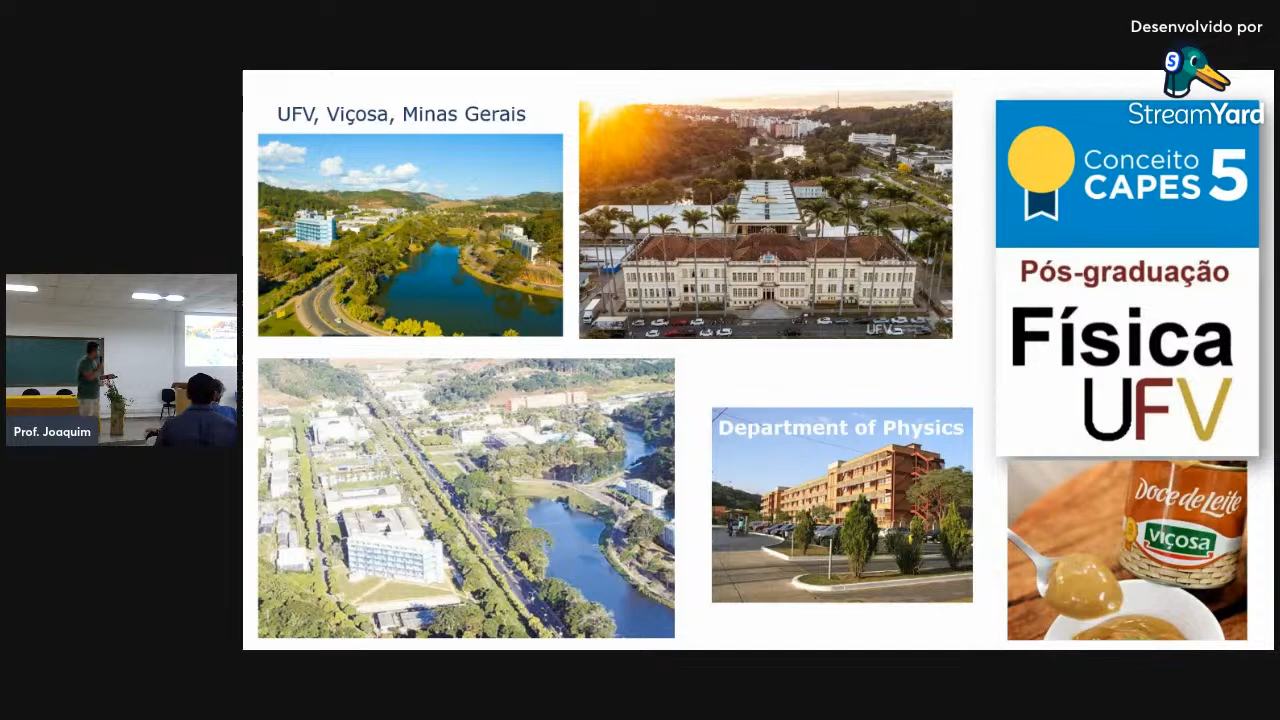 Desenvolvido por
S
StreamYard
UFV, Viçosa, Minas Gerais
Conceito
CAPES 5
Pós-graduação
Física
UFV
UFV
Department of Physics
Doce de Leite
viçosa
Prof. Joaquim